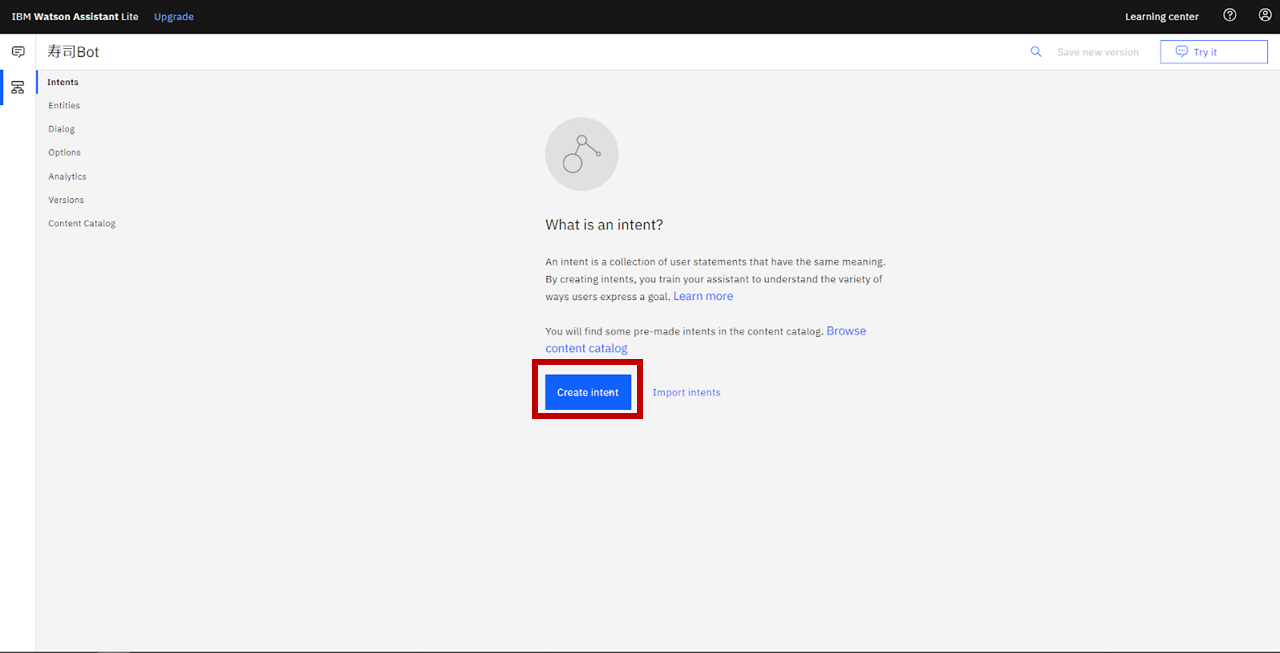 IBM Watson Assistant Lite Upgrade Learning center
寿司Bot Save new version Try it
Intents
Entities
Dialog
Options
Analytics
Versions
Content Catalog
What is an intent?
An intent is a collection of user statements that have the same meaning.
By creating intents, you train your assistant to understand the variety of
ways users express a goal. Learn more
You will find some pre-made intents in the content catalog. Browse
content catalog
Create intent Import intents